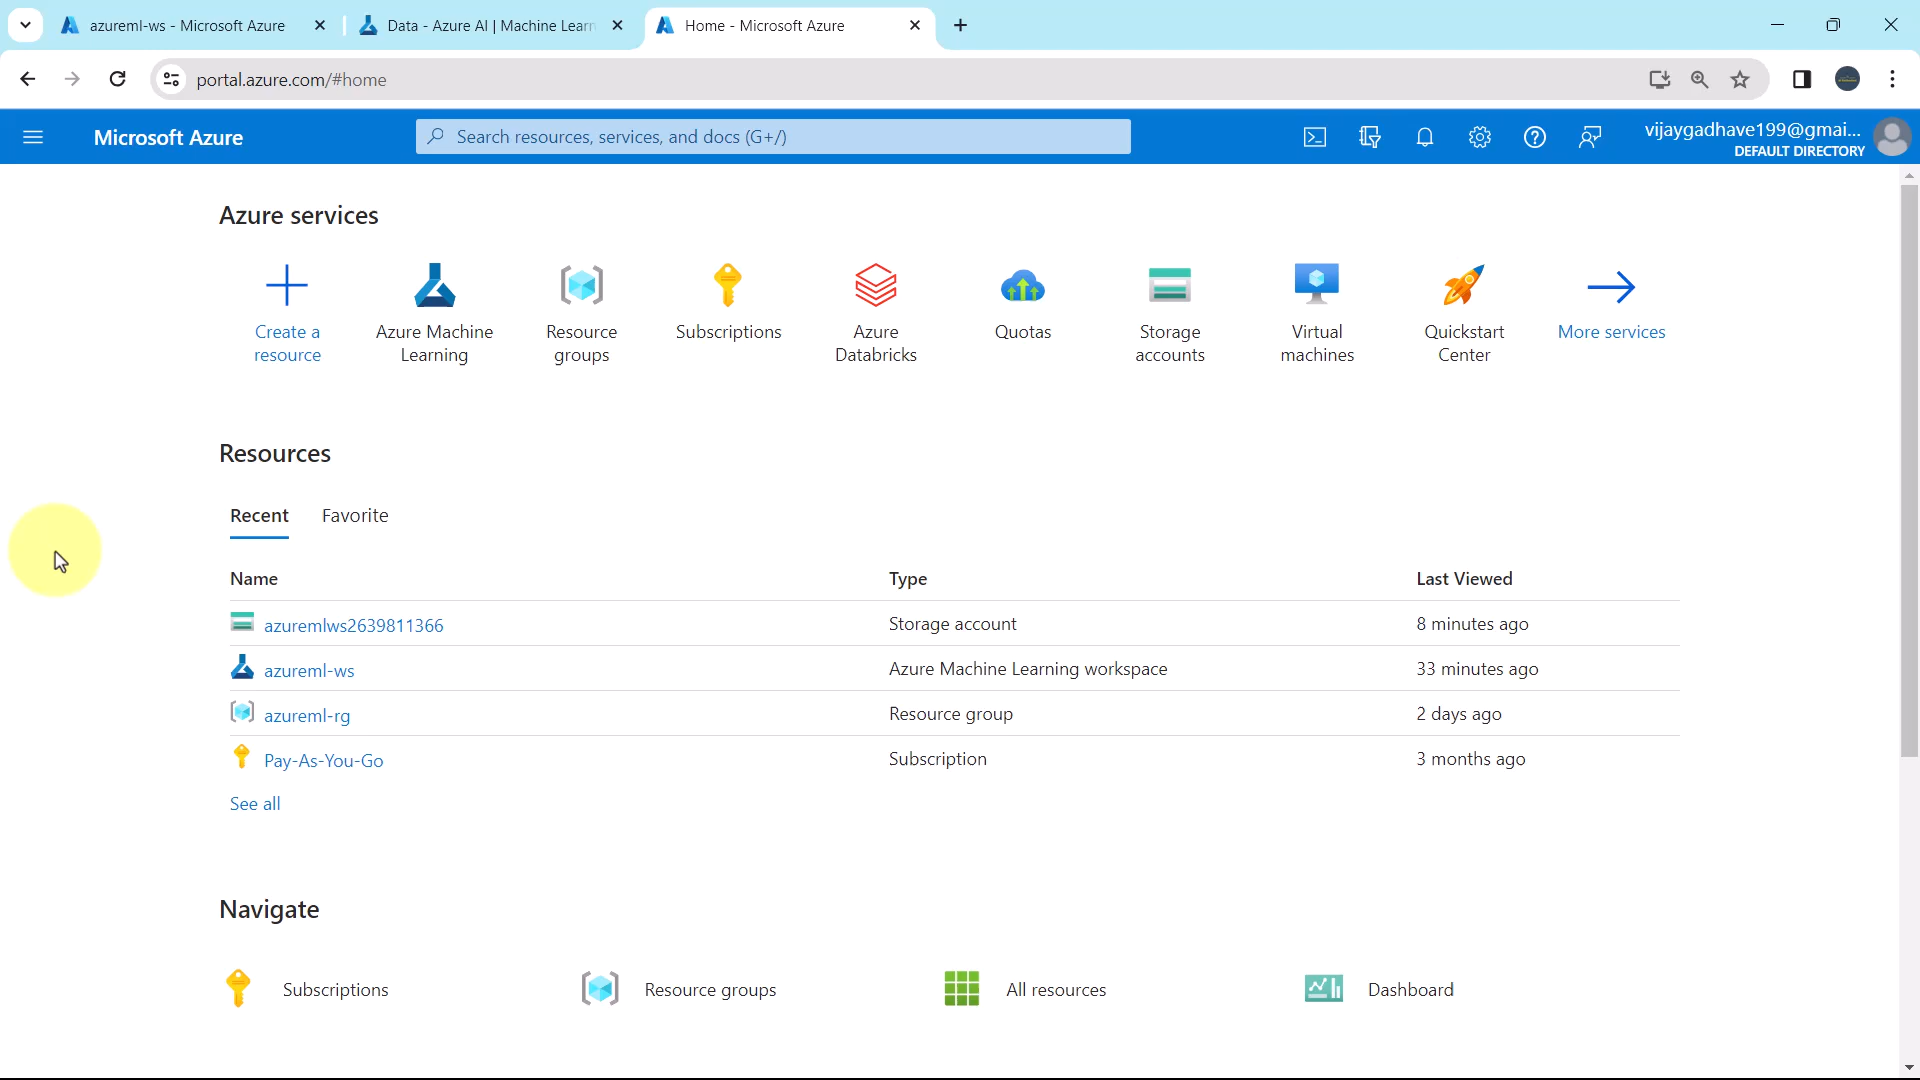 azureml-ws - Microsoft Azure
Data - Azure AI | Machine Learn
Home - Microsoft Azure
portal.azure.com/#home
Microsoft Azure
Search resources, services, and docs (G+/)
vijaygadhave199@gmai...
DEFAULT DIRECTORY
Azure services
Create a resource
Azure Machine Learning
Resource groups
Subscriptions
Azure Databricks
Quotas
Storage accounts
Virtual machines
Quickstart Center
More services
Resources
Recent
Favorite
Name
Type
Last Viewed
azuremlws2639811366
Storage account
8 minutes ago
azureml-ws
Azure Machine Learning workspace
33 minutes ago
azureml-rg
Resource group
2 days ago
Pay-As-You-Go
Subscription
3 months ago
See all
Navigate
Subscriptions
Resource groups
All resources
Dashboard